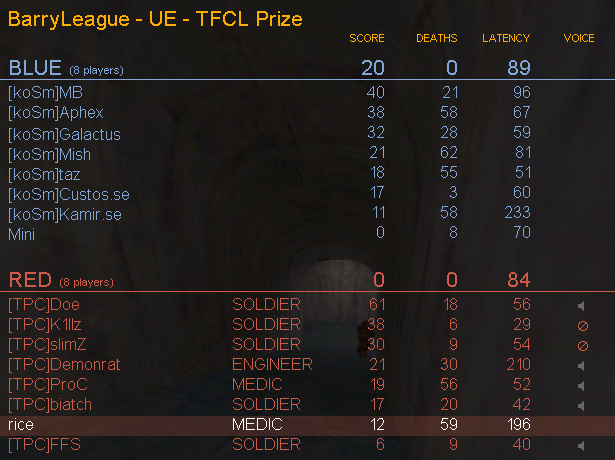 BarryLeague - UE - TFCL Prize
SCORE DEATHS LATENCY VOICE
BLUE (8 players) 20 0 89
[koSm]MB 40 21 96
[koSm]Aphex 38 58 67
[koSm]Galactus 32 28 59
[koSm]Mish 21 62 81
[koSm]taz 18 55 51
[koSm]Custos.se 17 3 60
[koSm]Kamir.se 11 58 233
Mini 0 8 70
RED (8 players) 0 0 84
[TPC]Doe SOLDIER 61 18 56
[TPC]K1llz SOLDIER 38 6 29
[TPC]slimZ SOLDIER 30 9 54
[TPC]Demonrat ENGINEER 21 30 210
[TPC]ProC MEDIC 19 56 52
[TPC]biatch SOLDIER 17 20 42
rice MEDIC 12 59 196
[TPC]FFS SOLDIER 6 9 40